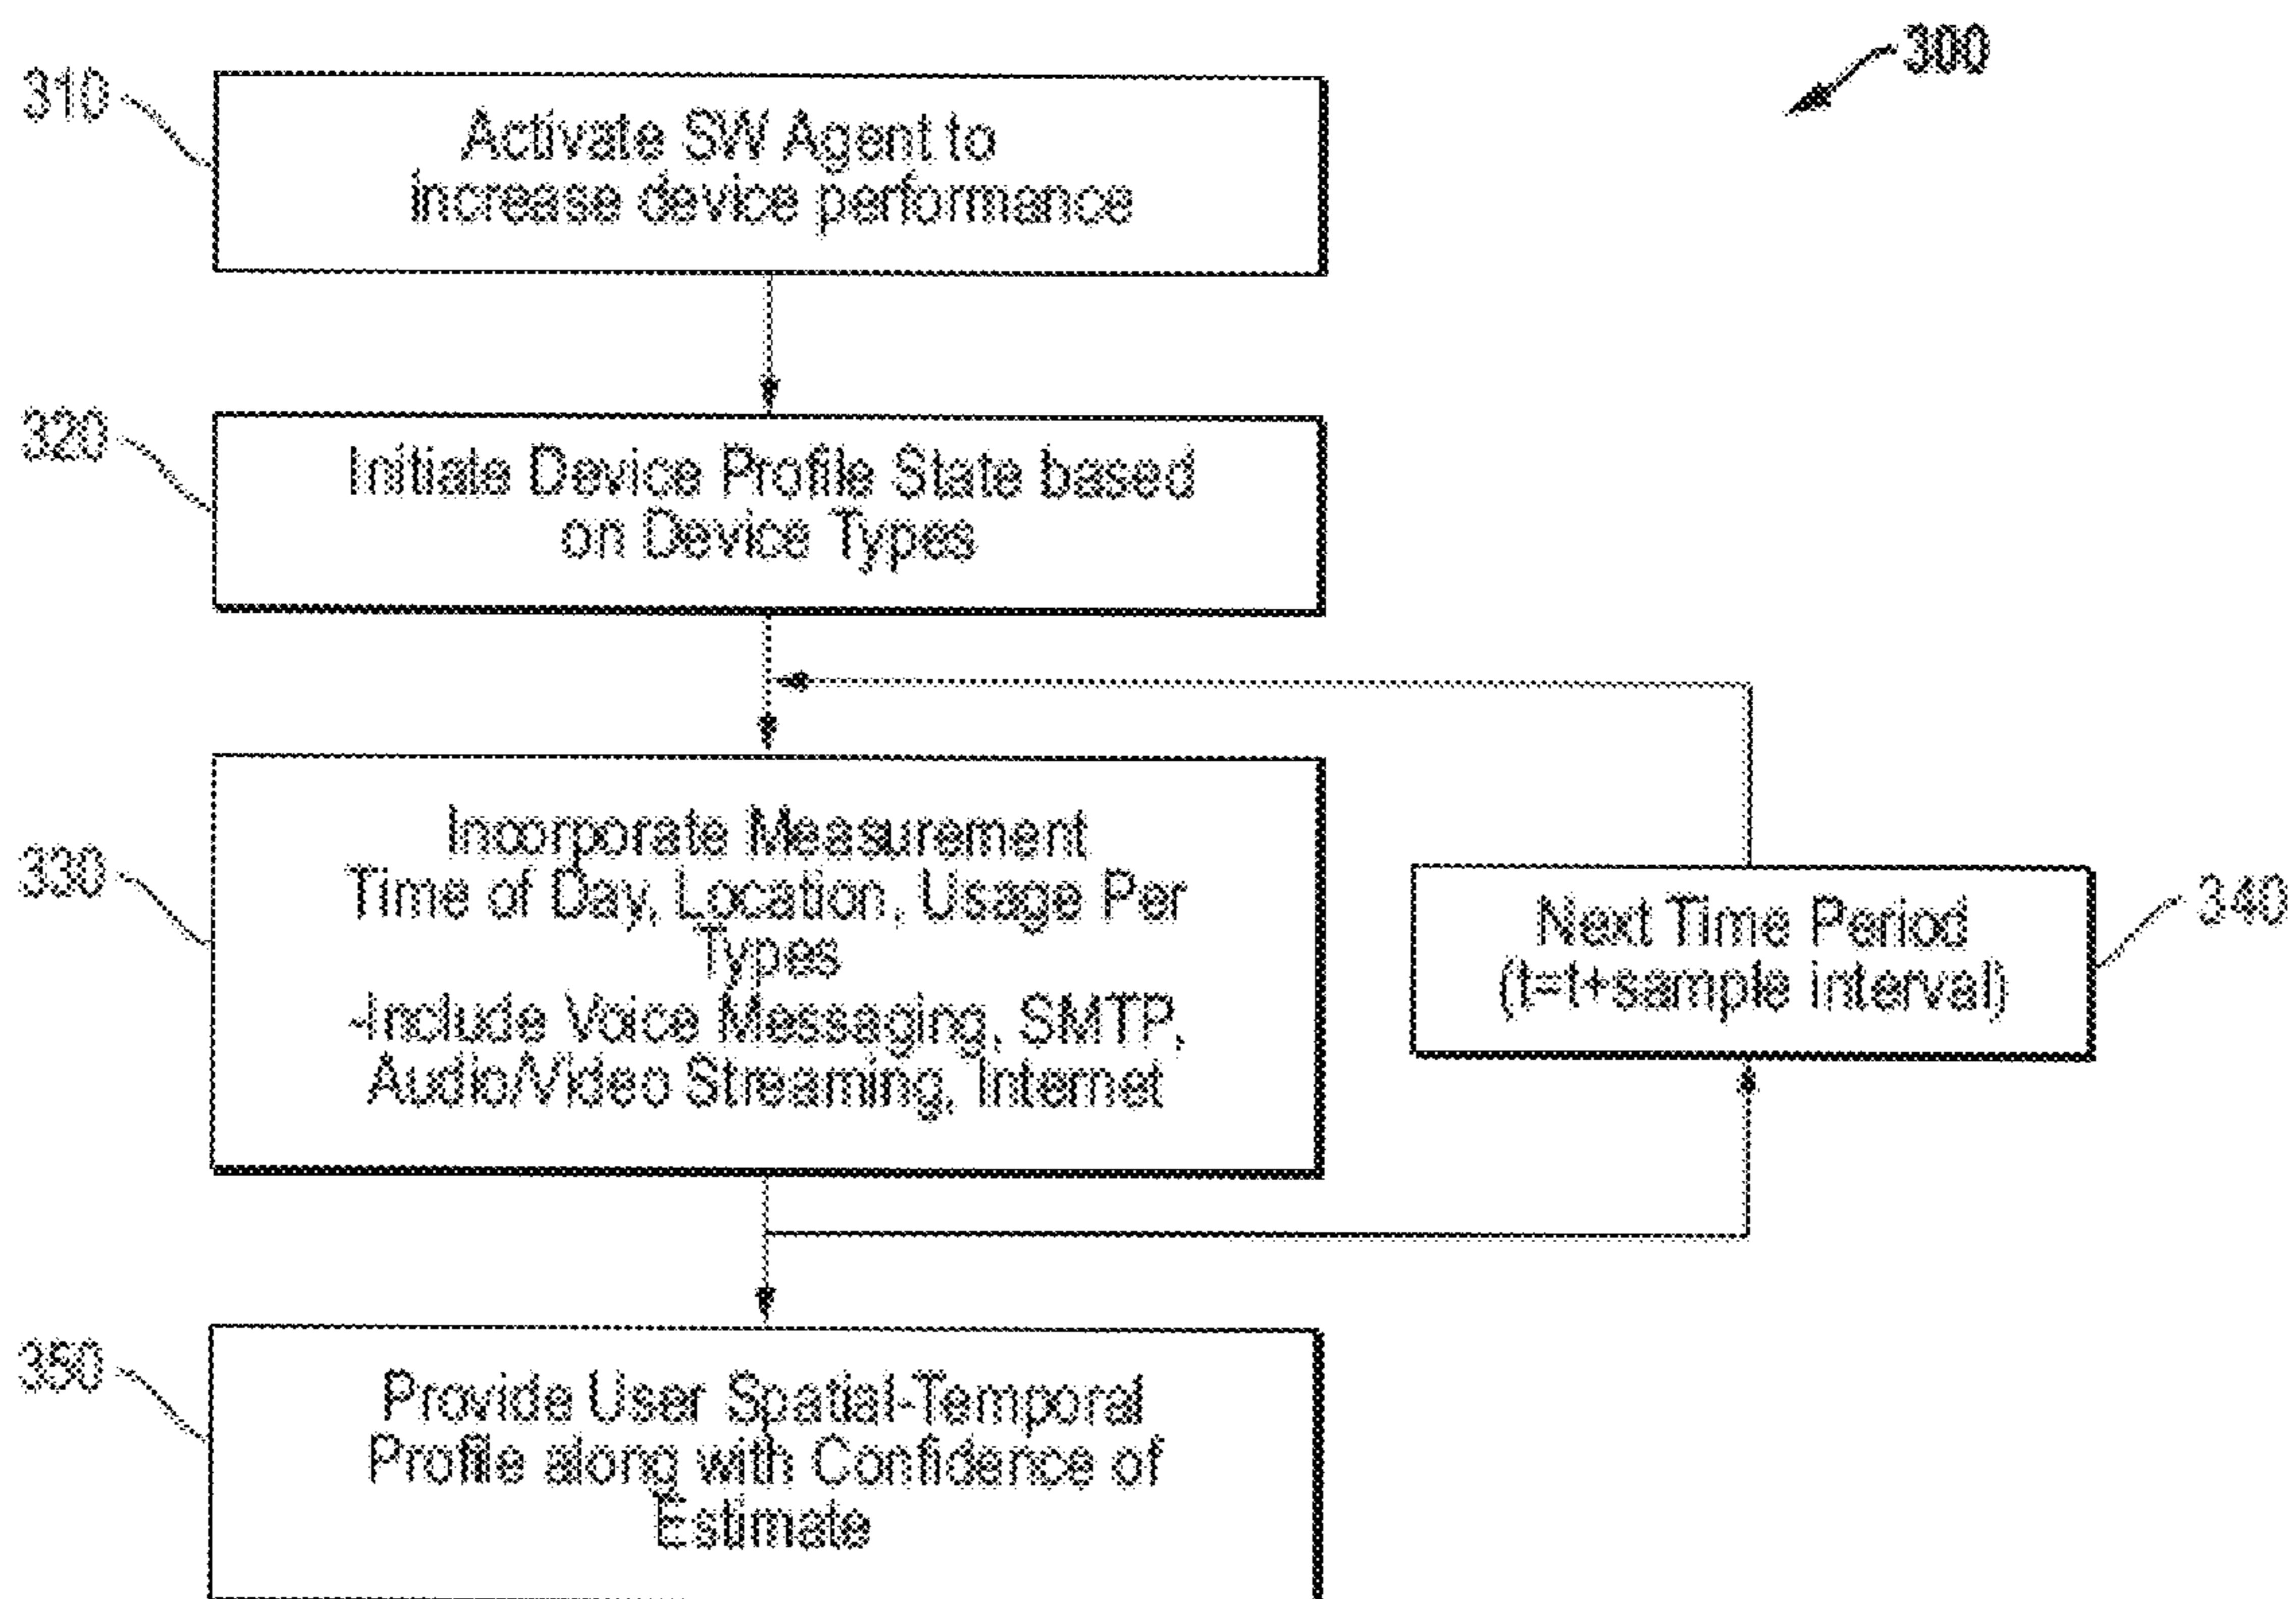 300
310
Activate SW Agent to
increase device performance
320
Initiate Device Profile State based
on Device Types
330
Incorporate Measurement
Time of Day, Location, Usage Per
Types
-Include Voice Messaging, SMTP,
Audio/Video Streaming, Internet
Next Time Period
(t=t+sample interval)
340
350
Provide User Spatial-Temporal
Profile along with Confidence of
Estimate